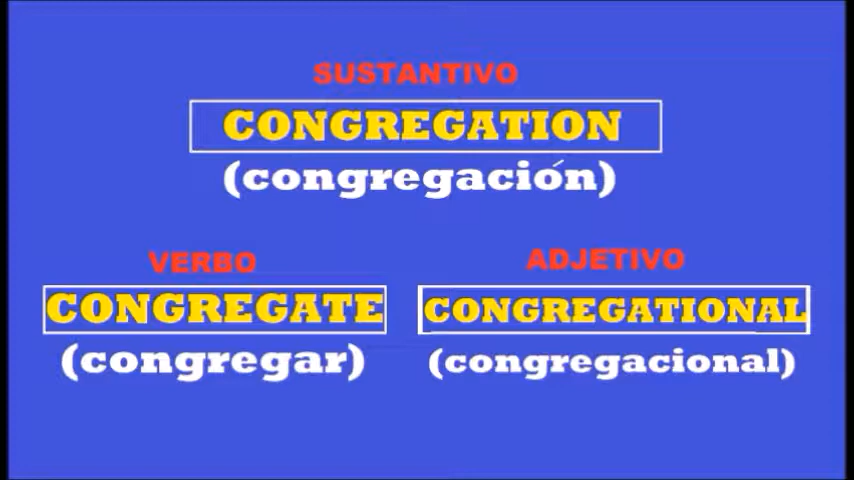 SUSTANTIVO
CONGREGATION
(congregación)
VERBO
ADJETIVO
CONGREGATE
CONGREGATIONAL
(congregar)
(congregacional)